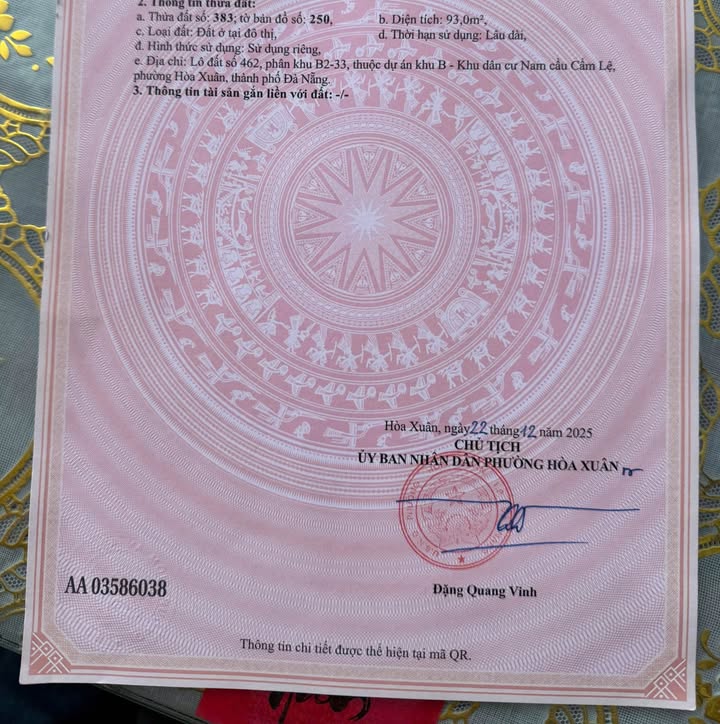 2. Thông tin thửa đất:
a. Thửa đất số: 383; tờ bản đồ số: 250, b. Diện tích: 93,0m²,
c. Loại đất: Đất ở tại đô thị, d. Thời hạn sử dụng: Lâu dài,
đ. Hình thức sử dụng: Sử dụng riêng,
e. Địa chỉ: Lô đất số 462, phân khu B2-33, thuộc dự án khu B - Khu dân cư Nam cầu Cẩm Lệ,
phường Hòa Xuân, thành phố Đà Nẵng.
3. Thông tin tài sản gắn liền với đất: -/-
Hòa Xuân, ngày 22 tháng 12 năm 2025
CHỦ TỊCH
ỦY BAN NHÂN DÂN PHƯỜNG HÒA XUÂN
Đặng Quang Vinh
AA 03586038
Thông tin chi tiết được thể hiện tại mã QR.